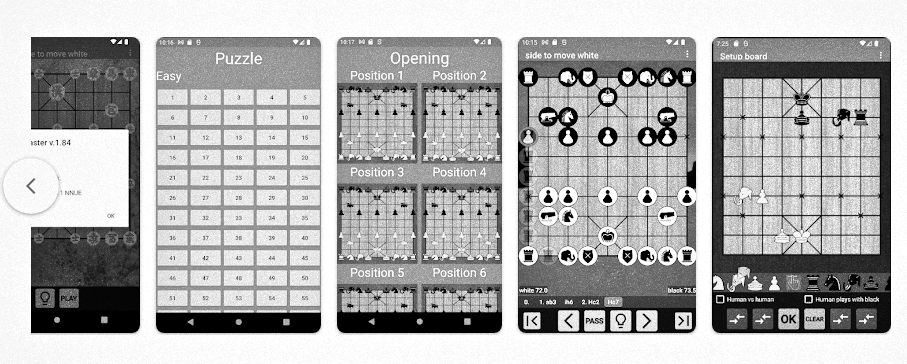 e to move white
aster v.1.84
1 NNUE
OK
PLAY
10:16
Puzzle
Easy
1 2 3 4 5
6 7 8 9 10
11 12 13 14 15
16 17 18 19 20
21 22 23 24 25
26 27 28 29 30
31 32 33 34 35
36 37 38 39 40
41 42 43 44 45
46 47 48 49 50
51 52 53 54 55
10:17
Opening
Position 1 Position 2
Position 3 Position 4
Position 5 Position 6
10:15
side to move white
white 72.0 black 73.5
0. 1. ab3 ih6 2. Hc2 Hc7
PASS
7:25
Setup board
Human vs human Human plays with black
OK CLEAR